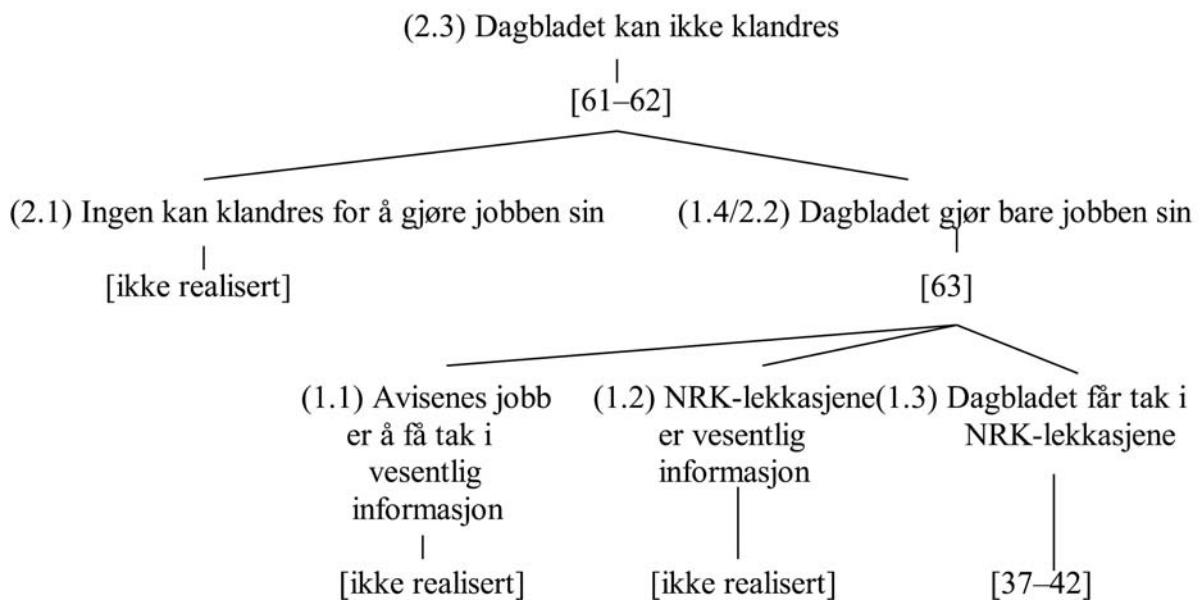 (2.3) Dagbladet kan ikke klandres
[61–62]
(2.1) Ingen kan klandres for å gjøre jobben sin
[ikke realisert]
(1.4/2.2) Dagbladet gjør bare jobben sin
[63]
(1.1) Avisenes jobb
er å få tak i
vesentlig
informasjon
[ikke realisert]
(1.2) NRK-lekkasjene
er vesentlig
informasjon
[ikke realisert]
(1.3) Dagbladet får tak i
NRK-lekkasjene
[37–42]